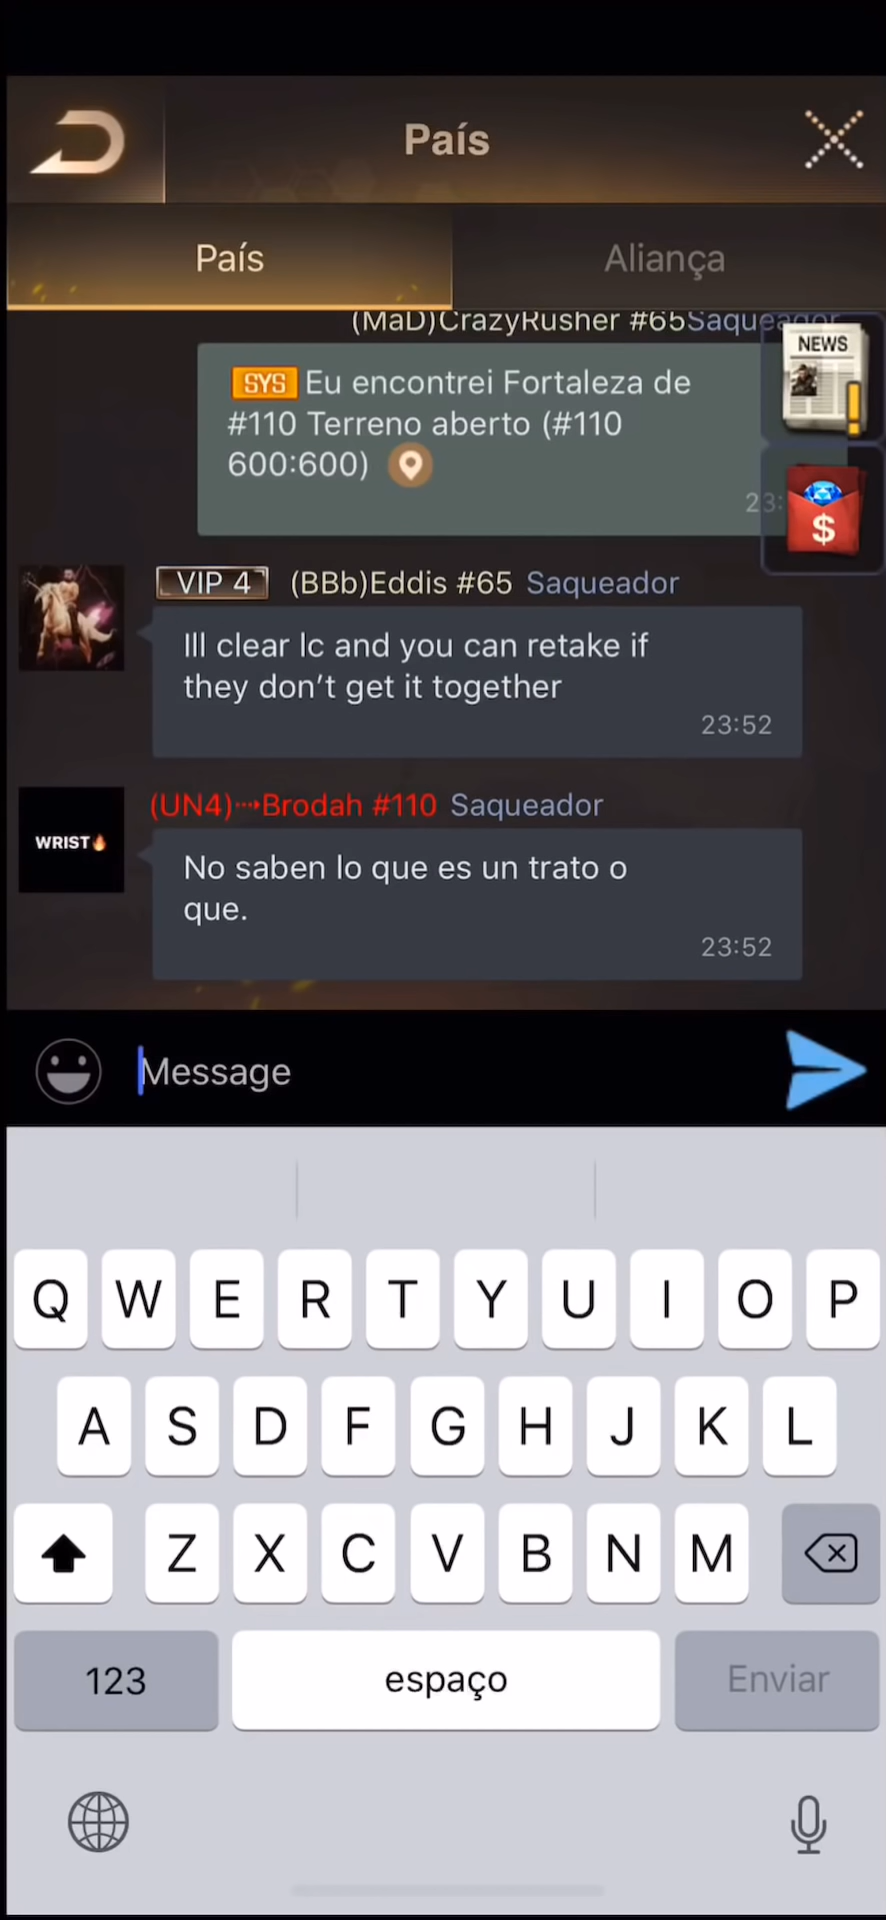 País
País
Aliança
(MaD)CrazyRusher #65Saqueador
NEWS
SYS Eu encontrei Fortaleza de
#110 Terreno aberto (#110
600:600)
23:
$
VIP 4 (BBb)Eddis #65 Saqueador
Ill clear lc and you can retake if
they don’t get it together
23:52
WRIST🔥
(UN4)┈➝Brodah #110 Saqueador
No saben lo que es un trato o
que.
23:52
Message
Q W E R T Y U I O P
A S D F G H J K L
Z X C V B N M
123 espaço Enviar